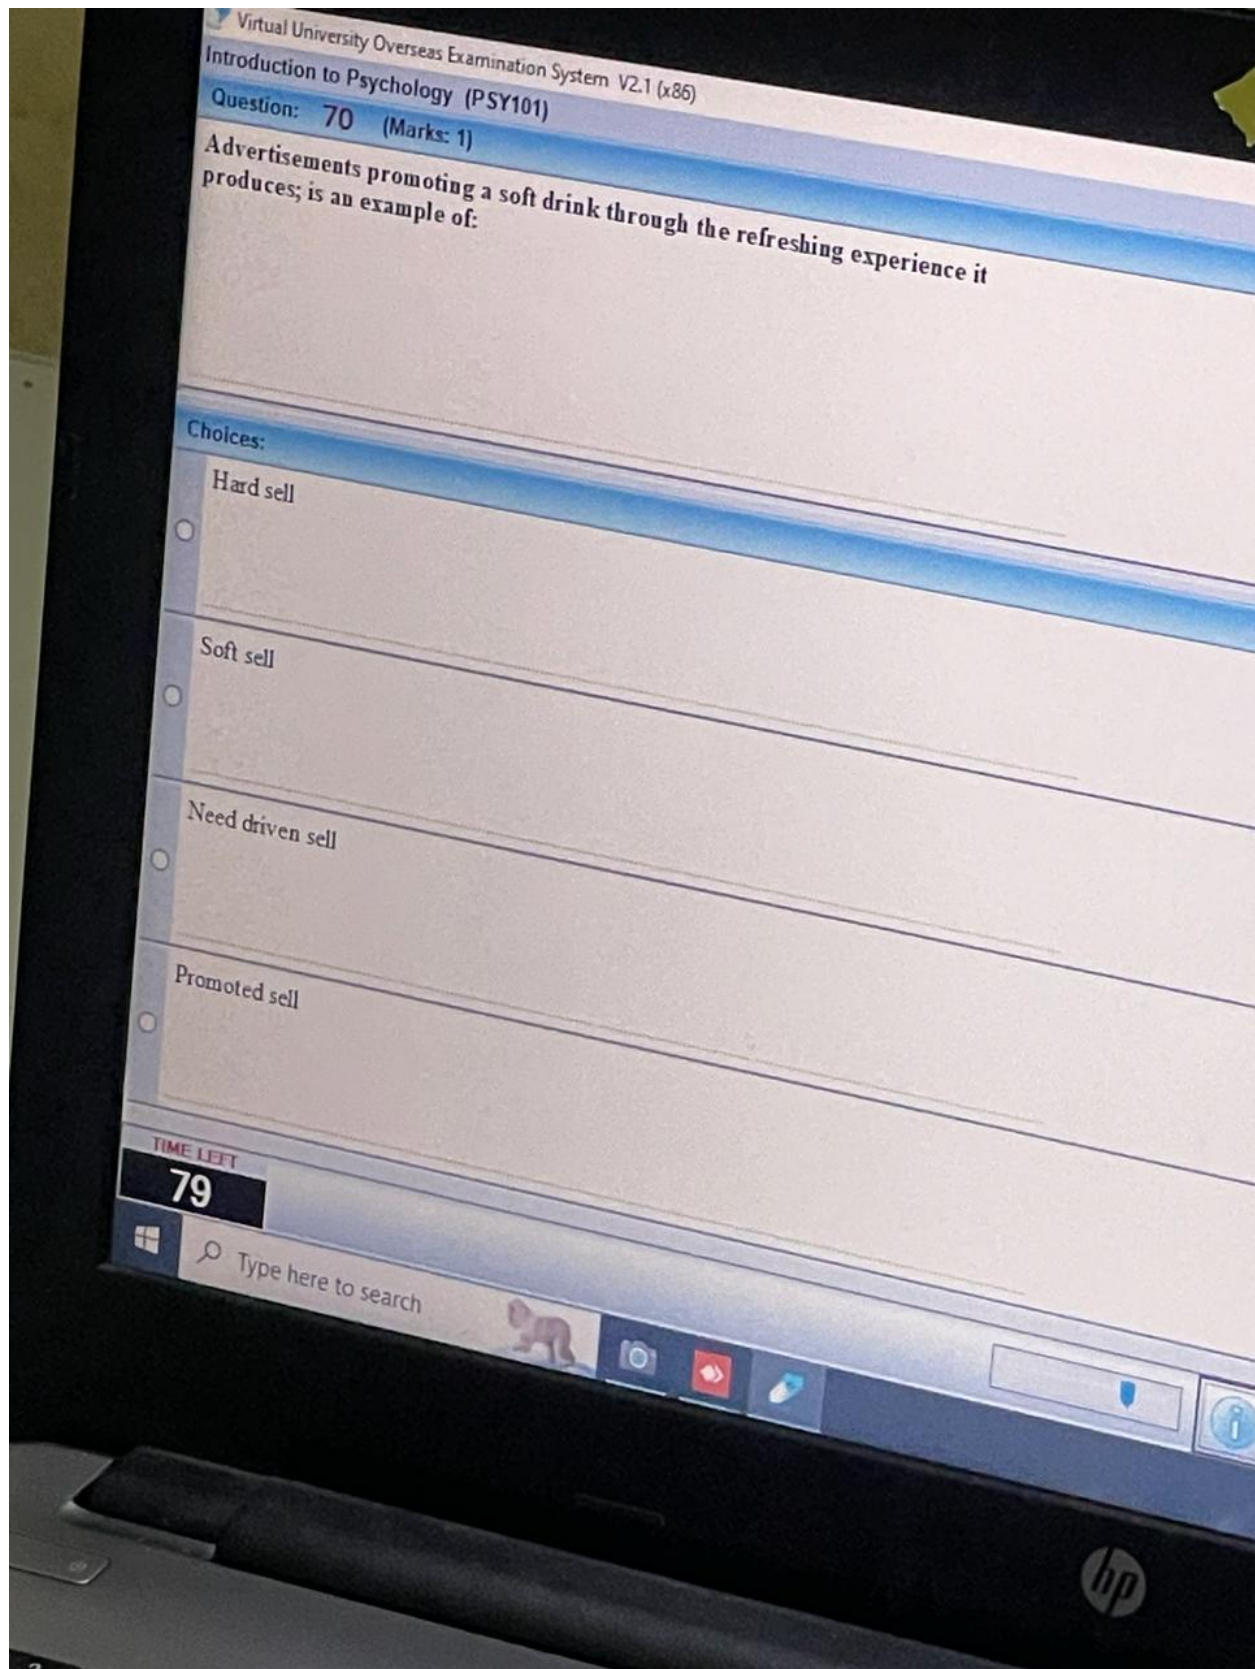 Virtual University Overseas Examination System V2.1 (x86)
Introduction to Psychology (PSY101)
Question: 70 (Marks: 1)
Advertisements promoting a soft drink through the refreshing experience it
produces; is an example of:
Choices:
Hard sell
Soft sell
Need driven sell
Promoted sell
TIME LEFT
79
Type here to search
hp